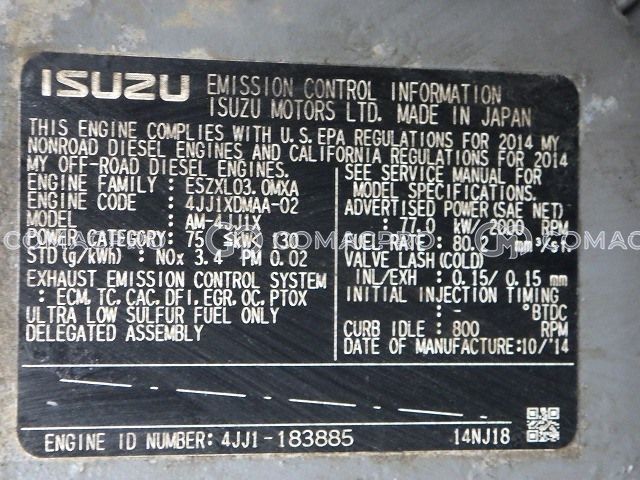 ISUZU EMISSION CONTROL INFORMATION
ISUZU MOTORS LTD. MADE IN JAPAN
THIS ENGINE COMPLIES WITH U.S.EPA REGULATIONS FOR 2014 MY
NONROAD DIESEL ENGINES AND CALIFORNIA REGULATIONS FOR 2014
MY OFF-ROAD DIESEL ENGINES.
ENGINE FAMILY : ESZXL03.0MXA
ENGINE CODE : 4JJ1XDMAA-02
MODEL : AM-4JJ1X
POWER CATEGORY: 75 ≤kW< 130
STD (g/kWh) : NOx 3.4 PM 0.02
EXHAUST EMISSION CONTROL SYSTEM
: ECM, TC, CAC, DFI, EGR, OC, PTOX
ULTRA LOW SULFUR FUEL ONLY
DELEGATED ASSEMBLY
SEE SERVICE MANUAL FOR
MODEL SPECIFICATIONS.
ADVERTISED POWER (SAE NET)
: 77.0 kW/ 2000 RPM
FUEL RATE: 80.2 mm³/st
VALVE LASH (COLD)
INL/EXH : 0.15/ 0.15 mm
INITIAL INJECTION TIMING
: - °BTDC
CURB IDLE : 800 RPM
DATE OF MANUFACTURE:10/'14
ENGINE ID NUMBER: 4JJ1-183885 14NJ18
COMACPRO